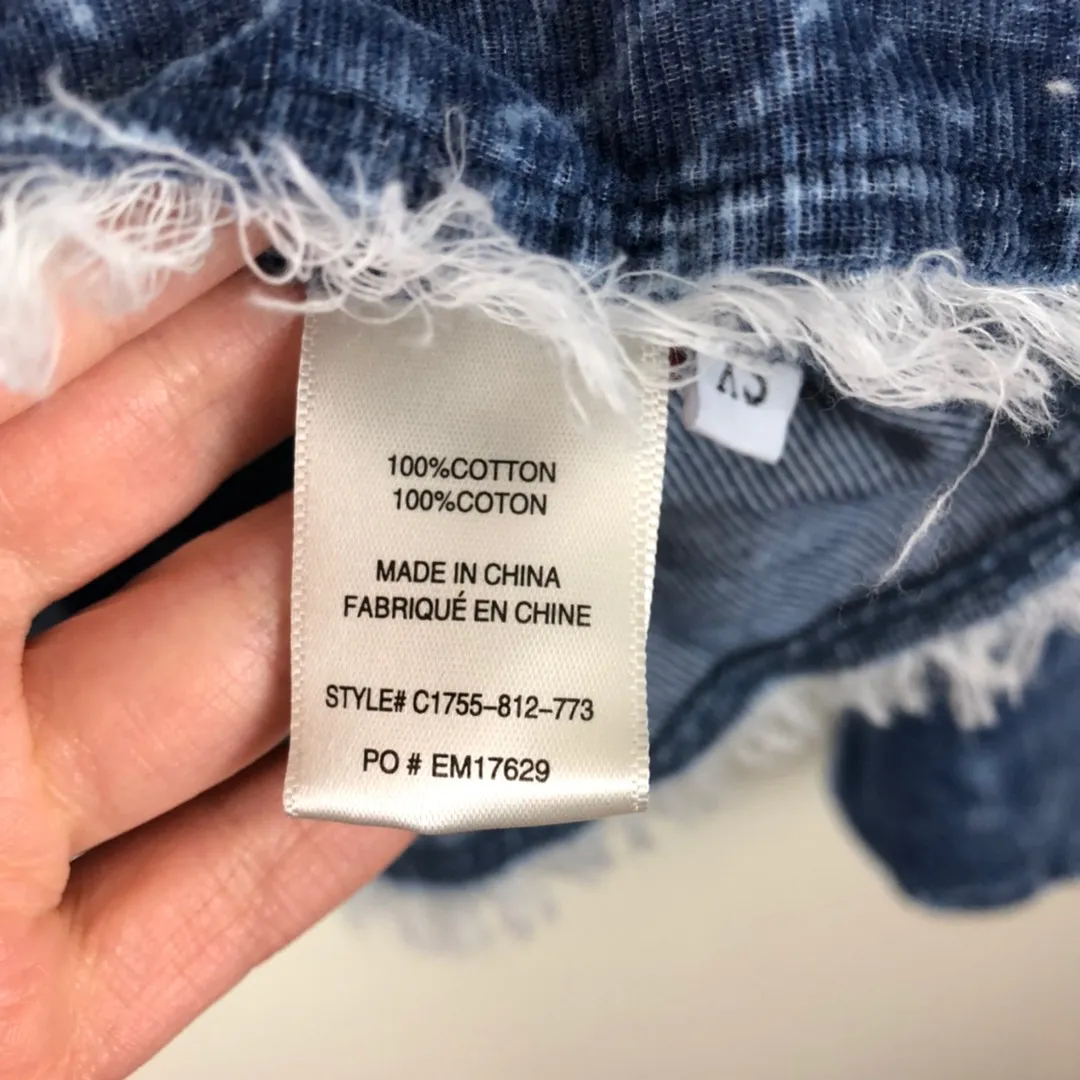 100%COTTON
100%COTON
MADE IN CHINA
FABRIQUÉ EN CHINE
STYLE# C1755-812-773
PO # EM17629